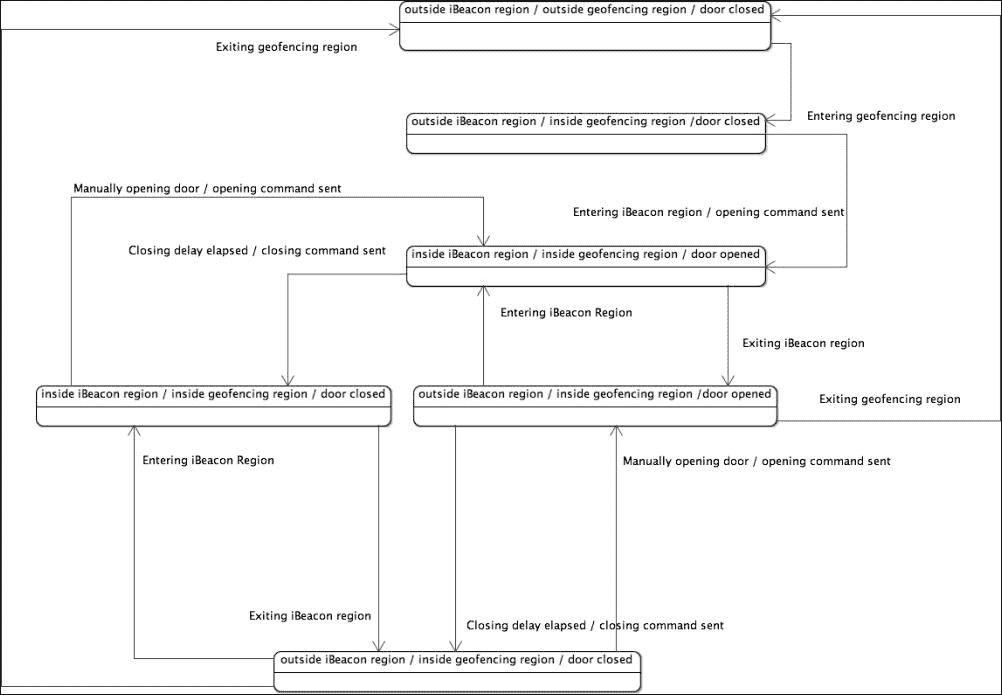 outside iBeacon region / outside geofencing region / door closed
Exiting geofencing region
Entering geofencing region
outside iBeacon region / inside geofencing region /door closed
Manually opening door / opening command sent
Entering iBeacon region / opening command sent
Closing delay elapsed / closing command sent
inside iBeacon region / inside geofencing region / door opened
Entering iBeacon Region
Exiting iBeacon region
inside iBeacon region / inside geofencing region / door closed
outside iBeacon region / inside geofencing region /door opened
Exiting geofencing region
Entering iBeacon Region
Manually opening door / opening command sent
Exiting iBeacon region
Closing delay elapsed / closing command sent
outside iBeacon region / inside geofencing region / door closed